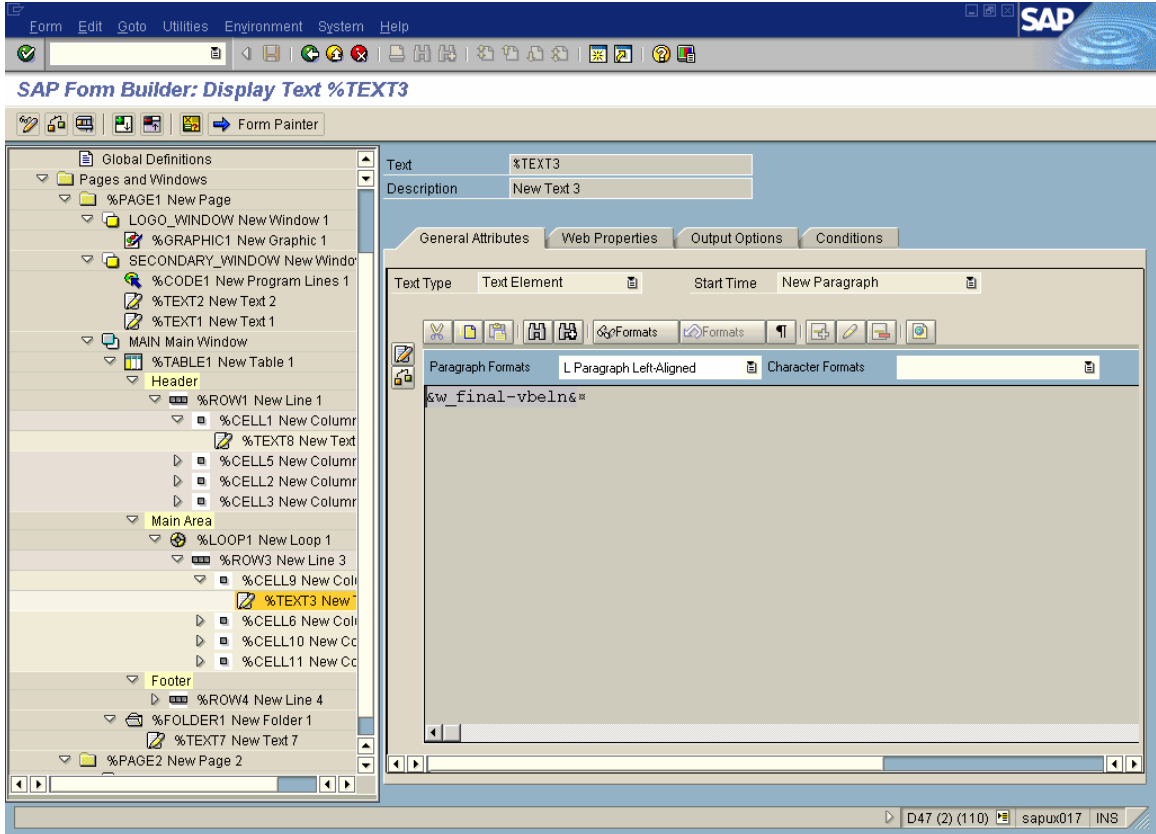 Form Edit Goto Utilities Environment System Help
SAP
SAP Form Builder: Display Text %TEXT3
Form Painter
Global Definitions
Pages and Windows
%PAGE1 New Page
LOGO_WINDOW New Window 1
%GRAPHIC1 New Graphic 1
SECONDARY_WINDOW New Windo
%CODE1 New Program Lines 1
%TEXT2 New Text 2
%TEXT1 New Text 1
MAIN Main Window
%TABLE1 New Table 1
Header
%ROW1 New Line 1
%CELL1 New Column
%TEXT8 New Text
%CELL5 New Column
%CELL2 New Column
%CELL3 New Column
Main Area
%LOOP1 New Loop 1
%ROW3 New Line 3
%CELL9 New Col
%TEXT3 New T
%CELL6 New Col
%CELL10 New Co
%CELL11 New Co
Footer
%ROW4 New Line 4
%FOLDER1 New Folder 1
%TEXT7 New Text 7
%PAGE2 New Page 2
Text %TEXT3
Description New Text 3
General Attributes Web Properties Output Options Conditions
Text Type Text Element Start Time New Paragraph
Formats Formats
Paragraph Formats L Paragraph Left-Aligned Character Formats
&w_final-vbeln&¤
D47 (2) (110) sapux017 INS